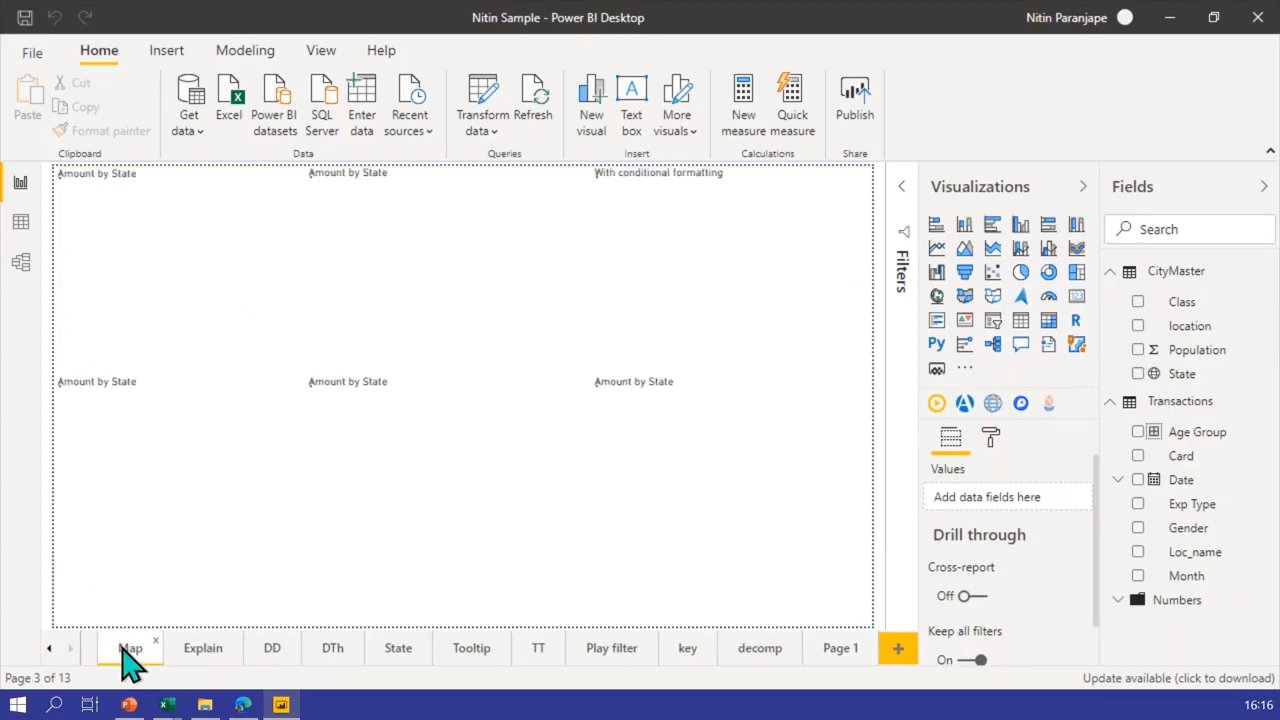 Nitin Sample - Power BI Desktop
Nitin Paranjape
File
Home
Insert
Modeling
View
Help
Paste
Cut
Copy
Format painter
Get data
Excel
Power BI datasets
SQL Server
Enter data
Recent sources
Transform data
Refresh
New visual
Text box
More visuals
New measure
Quick measure
Publish
Clipboard
Data
Queries
Insert
Calculations
Share
Amount by State
Amount by State
With conditional formatting
Amount by State
Amount by State
Amount by State
Filters
Visualizations
R
Py
Values
Add data fields here
Drill through
Cross-report
Off
Keep all filters
On
Fields
Search
CityMaster
Class
location
Population
State
Transactions
Age Group
Card
Date
Exp Type
Gender
Loc_name
Month
Numbers
Map
Explain
DD
DTh
State
Tooltip
TT
Play filter
key
decomp
Page 1
Page 3 of 13
Update available (click to download)
16:16